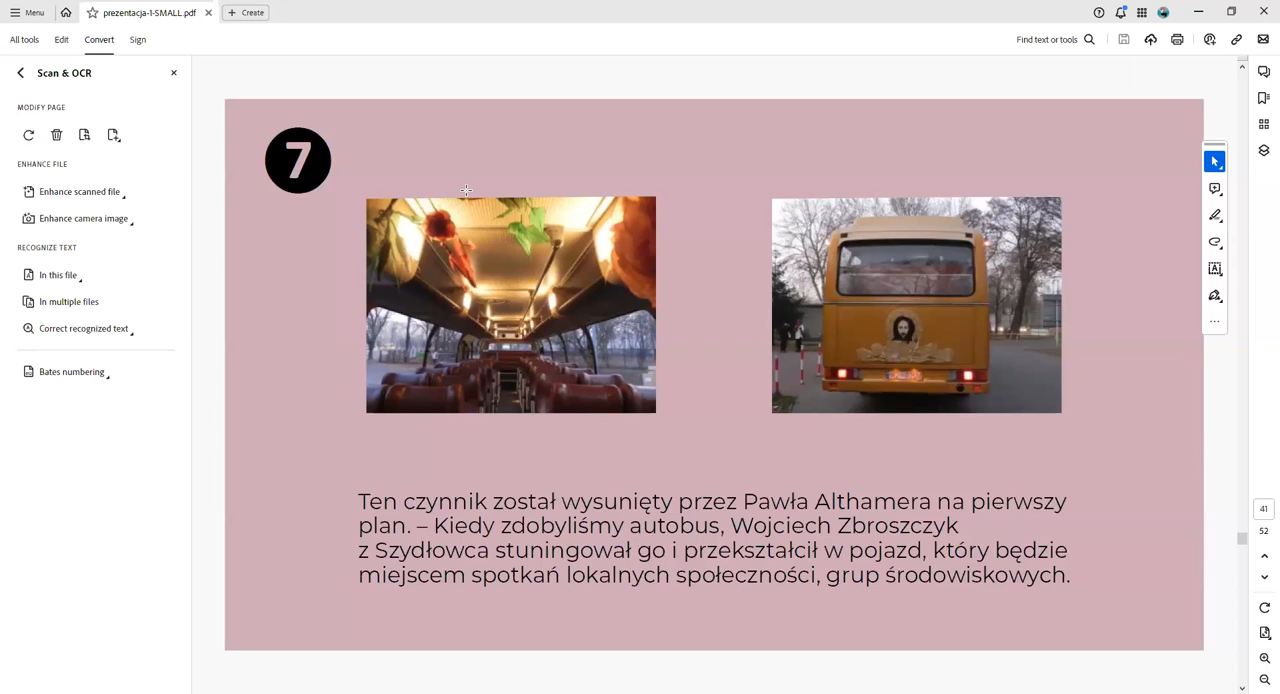 Menu
prezentacja-1-SMALL.pdf
Create
All tools
Edit
Convert
Sign
Find text or tools
Scan & OCR
MODIFY PAGE
ENHANCE FILE
Enhance scanned file
Enhance camera image
RECOGNIZE TEXT
In this file
In multiple files
Correct recognized text
Bates numbering
7
Ten czynnik został wysunięty przez Pawła Althamera na pierwszy
plan. – Kiedy zdobyliśmy autobus, Wojciech Zbroszczyk
z Szydłowca stuningował go i przekształcił w pojazd, który będzie
miejscem spotkań lokalnych społeczności, grup środowiskowych.
41
52